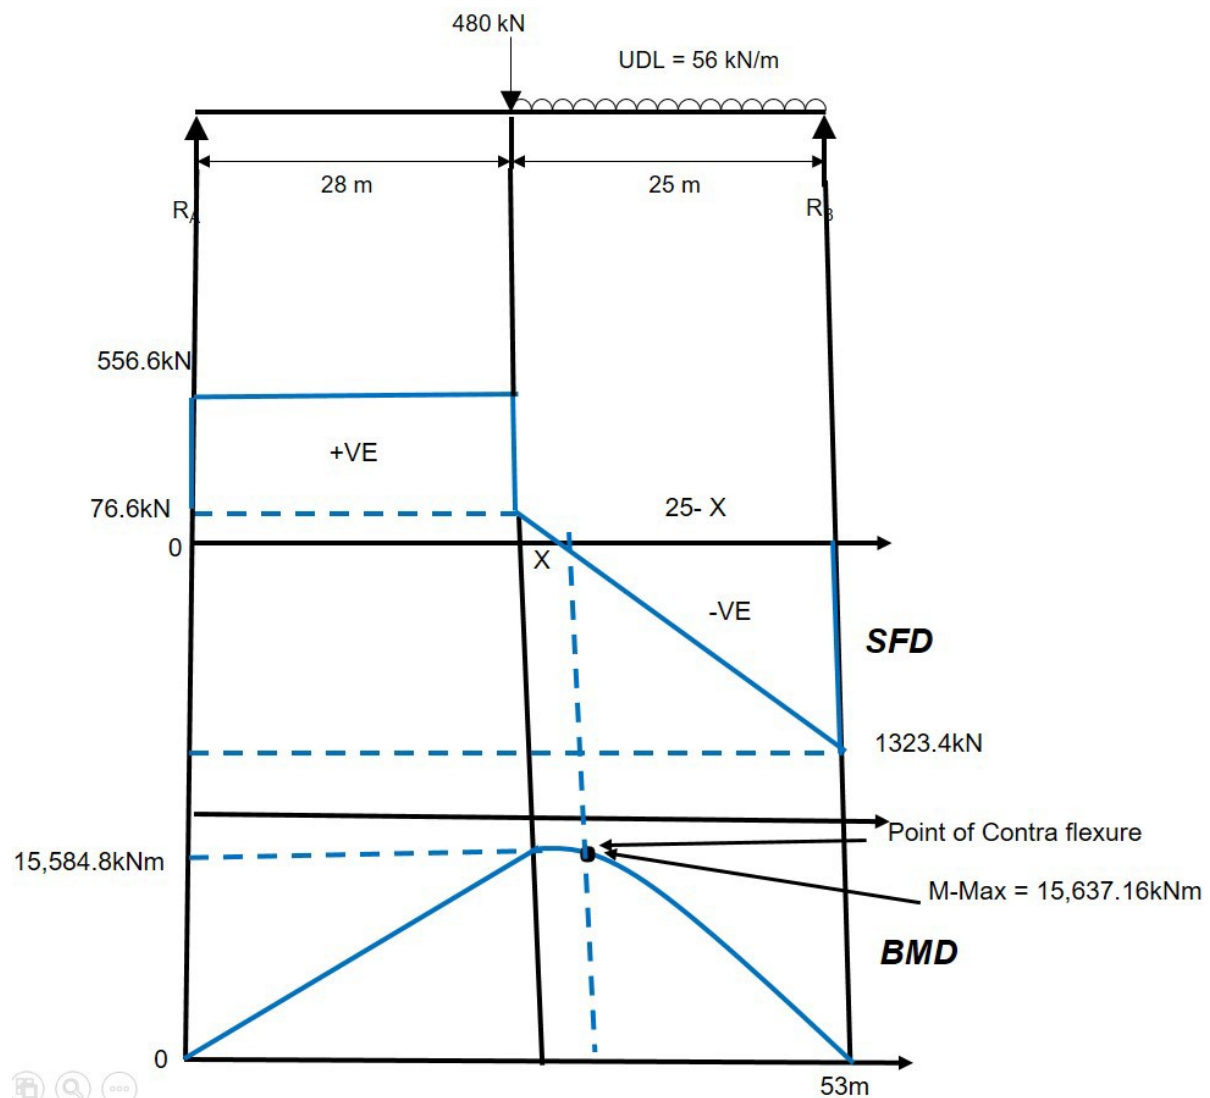 480 kN
UDL = 56 kN/m
28 m
25 m
RA
RB
556.6kN
+VE
76.6kN
25- X
0
X
-VE
SFD
1323.4kN
Point of Contra flexure
15,584.8kNm
M-Max = 15,637.16kNm
BMD
0
53m